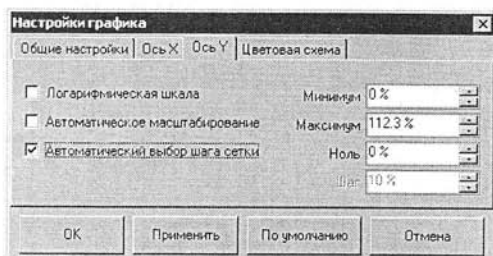 Настройки графика
Общие настройки Ось X Ось Y Цветовая схема
Логарифмическая шкала
Минимум 0 %
Автоматическое масштабирование
Максимум 112.3 %
Автоматический выбор шага сетки
Ноль 0 %
Шаг 10 %
OK Применить По умолчанию Отмена